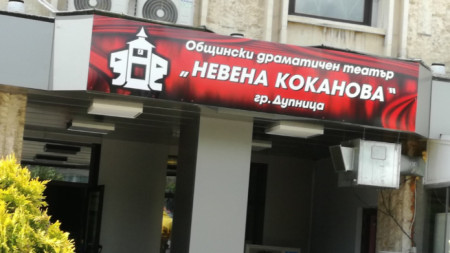 Общински драматичен театър
„НЕВЕНА КОКАНОВА“
гр. Дупница